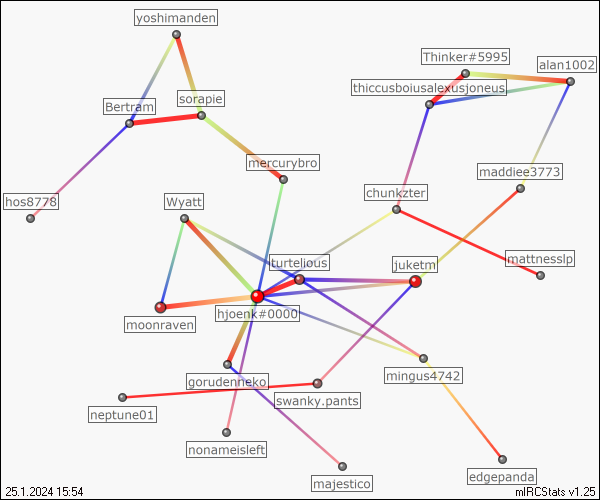 yoshimanden
Thinker#5995
alan1002
thiccusboiusalexusjoneus
Bertram
sorapie
mercurybro
maddiee3773
chunkzter
hos8778
Wyatt
mattnesslp
turtelious
juketm
hjoenk#0000
moonraven
mingus4742
gorudenneko
swanky.pants
neptune01
nonameisleft
majestico
edgepanda
25.1.2024 15:54
mIRCStats v1.25